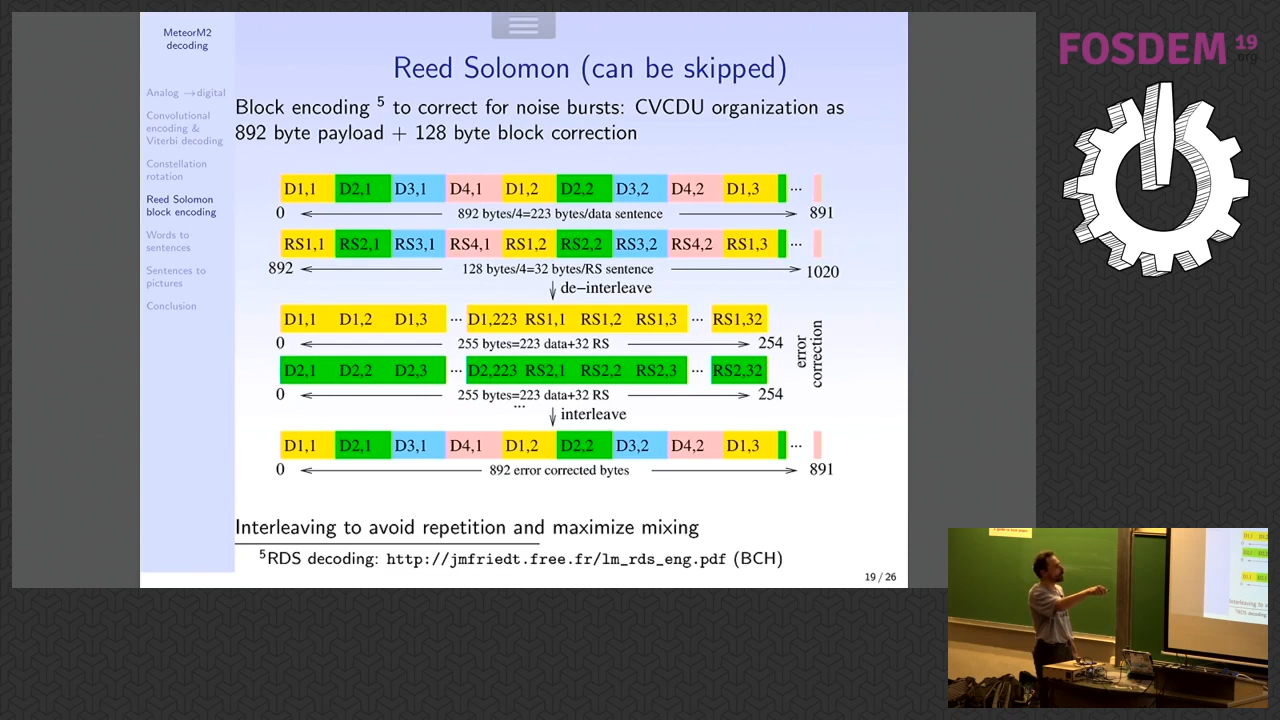 MeteorM2
decoding
Analog →digital
Convolutional
encoding &
Viterbi decoding
Constellation
rotation
Reed Solomon
block encoding
Words to
sentences
Sentences to
pictures
Conclusion
Reed Solomon (can be skipped)
Block encoding 5 to correct for noise bursts: CVCDU organization as
892 byte payload + 128 byte block correction
D1,1 D2,1 D3,1 D4,1 D1,2 D2,2 D3,2 D4,2 D1,3 ...
0 892 bytes/4=223 bytes/data sentence 891
RS1,1 RS2,1 RS3,1 RS4,1 RS1,2 RS2,2 RS3,2 RS4,2 RS1,3 ...
892 128 bytes/4=32 bytes/RS sentence 1020
de-interleave
D1,1 D1,2 D1,3 ... D1,223 RS1,1 RS1,2 RS1,3 ... RS1,32
0 255 bytes=223 data+32 RS 254
D2,1 D2,2 D2,3 ... D2,223 RS2,1 RS2,2 RS2,3 ... RS2,32
0 255 bytes=223 data+32 RS 254
...
error
correction
interleave
D1,1 D2,1 D3,1 D4,1 D1,2 D2,2 D3,2 D4,2 D1,3 ...
0 892 error corrected bytes 891
Interleaving to avoid repetition and maximize mixing
5RDS decoding: http://jmfriedt.free.fr/lm_rds_eng.pdf (BCH)
19 / 26
FOSDEM 19
.org